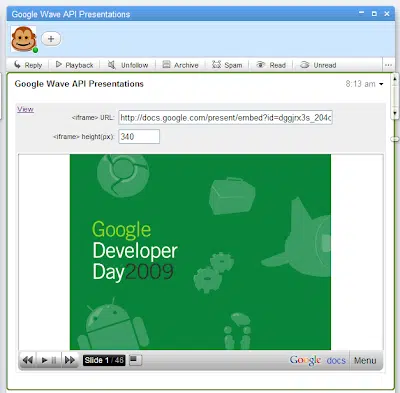 Google Wave API Presentations
+
Reply Playback Unfollow Archive Spam Read Unread
Google Wave API Presentations 8:13 am
View
<iframe> URL: http://docs.google.com/present/embed?id=dggjrx3s_204c
<iframe> height(px): 340
Google
Developer
Day2009
Slide 1 / 46 Google docs Menu